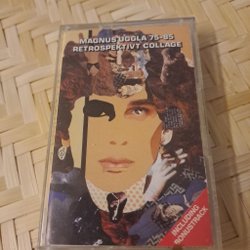 MAGNUS UGGLA 75-85
RETROSPEKTIVT COLLAGE
INCLUDING
BONUSTRACK